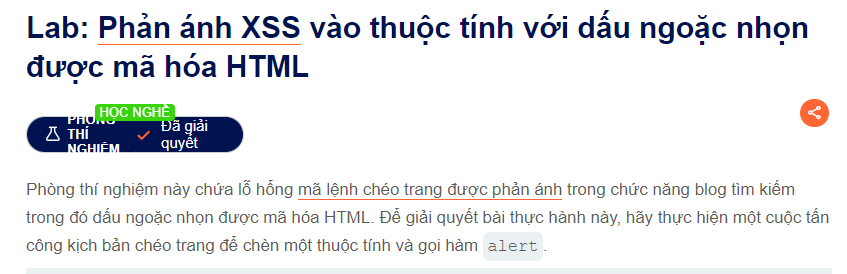 Lab: Phản ánh XSS vào thuộc tính với dấu ngoặc nhọn
được mã hóa HTML
HỌC NGHỀ
PHÒNG
THÍ
NGHIỆM
Đã giải
quyết
Phòng thí nghiệm này chứa lỗ hổng mã lệnh chéo trang được phản ánh trong chức năng blog tìm kiếm
trong đó dấu ngoặc nhọn được mã hóa HTML. Để giải quyết bài thực hành này, hãy thực hiện một cuộc tấn
công kịch bản chéo trang để chèn một thuộc tính và gọi hàm alert.